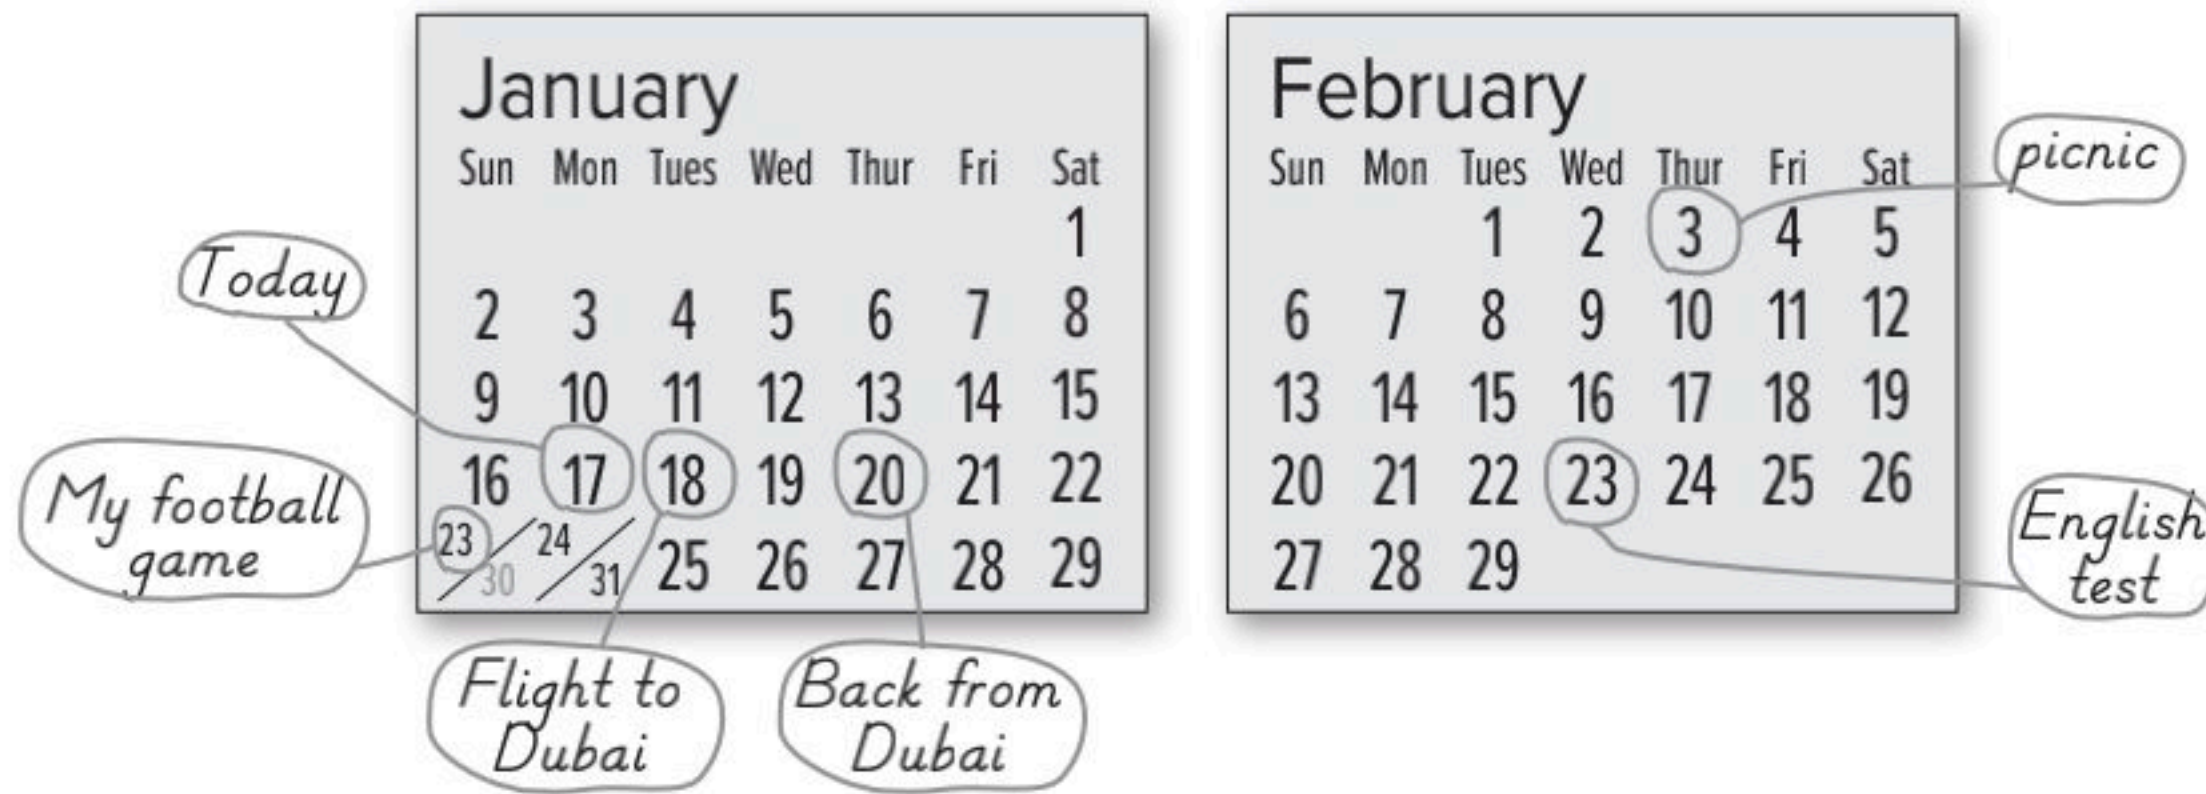 January
Sun Mon Tues Wed Thur Fri Sat
1
2 3 4 5 6 7 8
9 10 11 12 13 14 15
16 17 18 19 20 21 22
23/30 24/31 25 26 27 28 29
Today
My football
game
Flight to
Dubai
Back from
Dubai
February
Sun Mon Tues Wed Thur Fri Sat
1 2 3 4 5
6 7 8 9 10 11 12
13 14 15 16 17 18 19
20 21 22 23 24 25 26
27 28 29
picnic
English
test